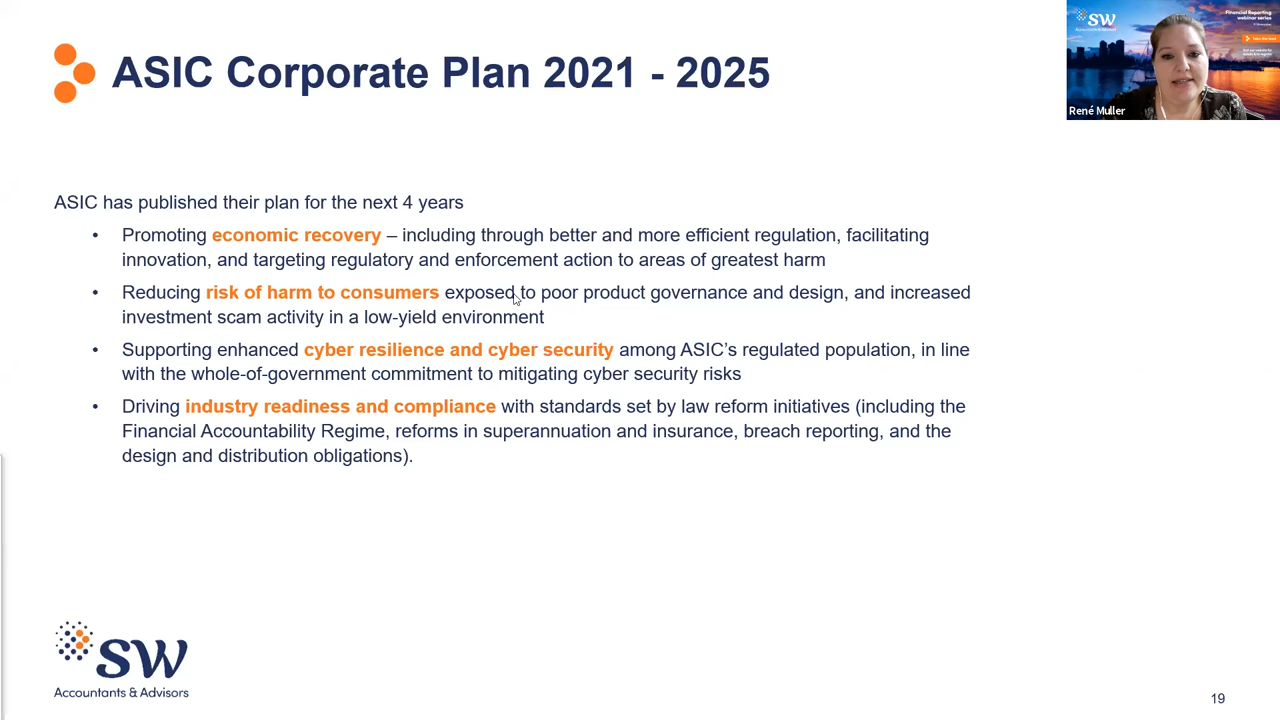 ASIC Corporate Plan 2021 - 2025
SW
Accountants & Advisors
Financial Reporting
webinar series
René Muller
ASIC has published their plan for the next 4 years
• Promoting economic recovery – including through better and more efficient regulation, facilitating
innovation, and targeting regulatory and enforcement action to areas of greatest harm
• Reducing risk of harm to consumers exposed to poor product governance and design, and increased
investment scam activity in a low-yield environment
• Supporting enhanced cyber resilience and cyber security among ASIC’s regulated population, in line
with the whole-of-government commitment to mitigating cyber security risks
• Driving industry readiness and compliance with standards set by law reform initiatives (including the
Financial Accountability Regime, reforms in superannuation and insurance, breach reporting, and the
design and distribution obligations).
SW
Accountants & Advisors
19